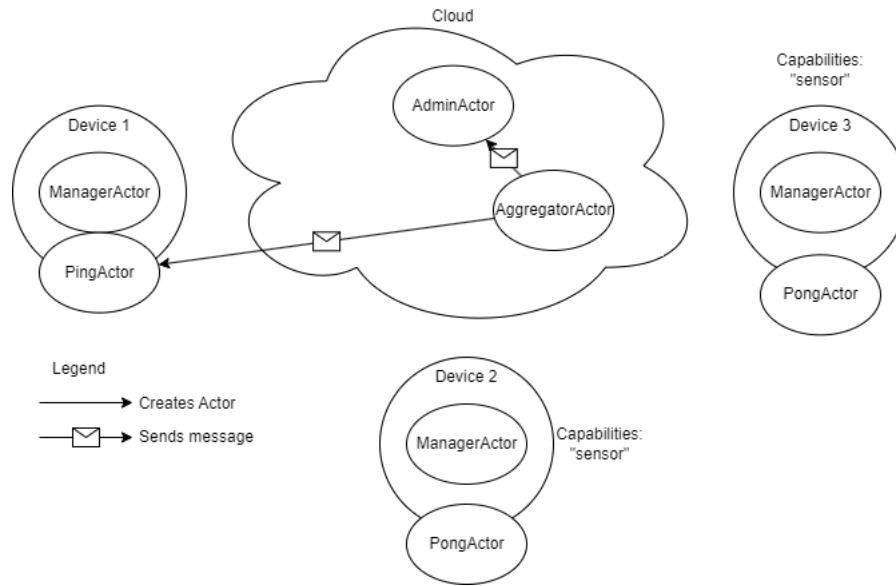 Cloud
Capabilities:
"sensor"
AdminActor
Device 1
Device 3
ManagerActor
ManagerActor
AggregatorActor
PingActor
PongActor
Legend
Device 2
Creates Actor
Sends message
ManagerActor
Capabilities:
"sensor"
PongActor